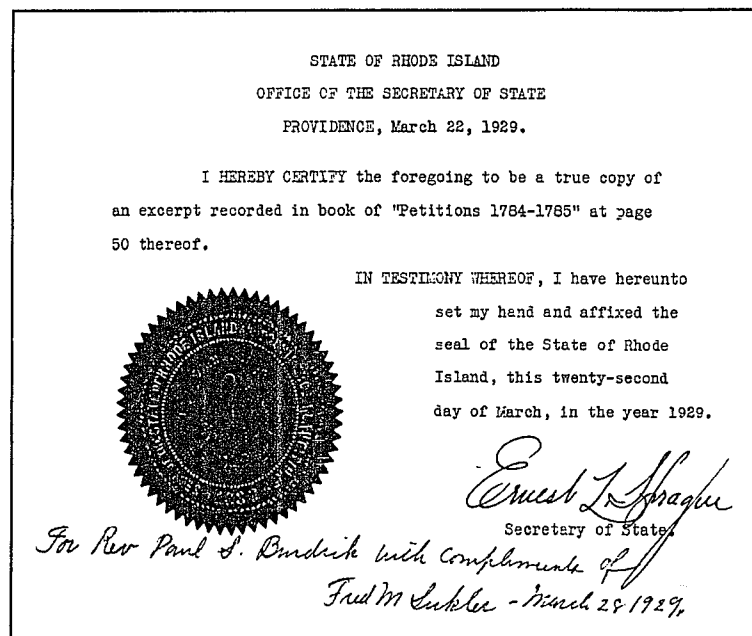 STATE OF RHODE ISLAND
OFFICE OF THE SECRETARY OF STATE
PROVIDENCE, March 22, 1929.
I HEREBY CERTIFY the foregoing to be a true copy of
an excerpt recorded in book of "Petitions 1784-1785" at page
50 thereof.
IN TESTIMONY WHEREOF, I have hereunto
set my hand and affixed the
seal of the State of Rhode
Island, this twenty-second
day of March, in the year 1929.
Ernest L. Sprague
Secretary of State.
For Rev Paul S. Burdick with compliments of
Fred M - March 28 1929.